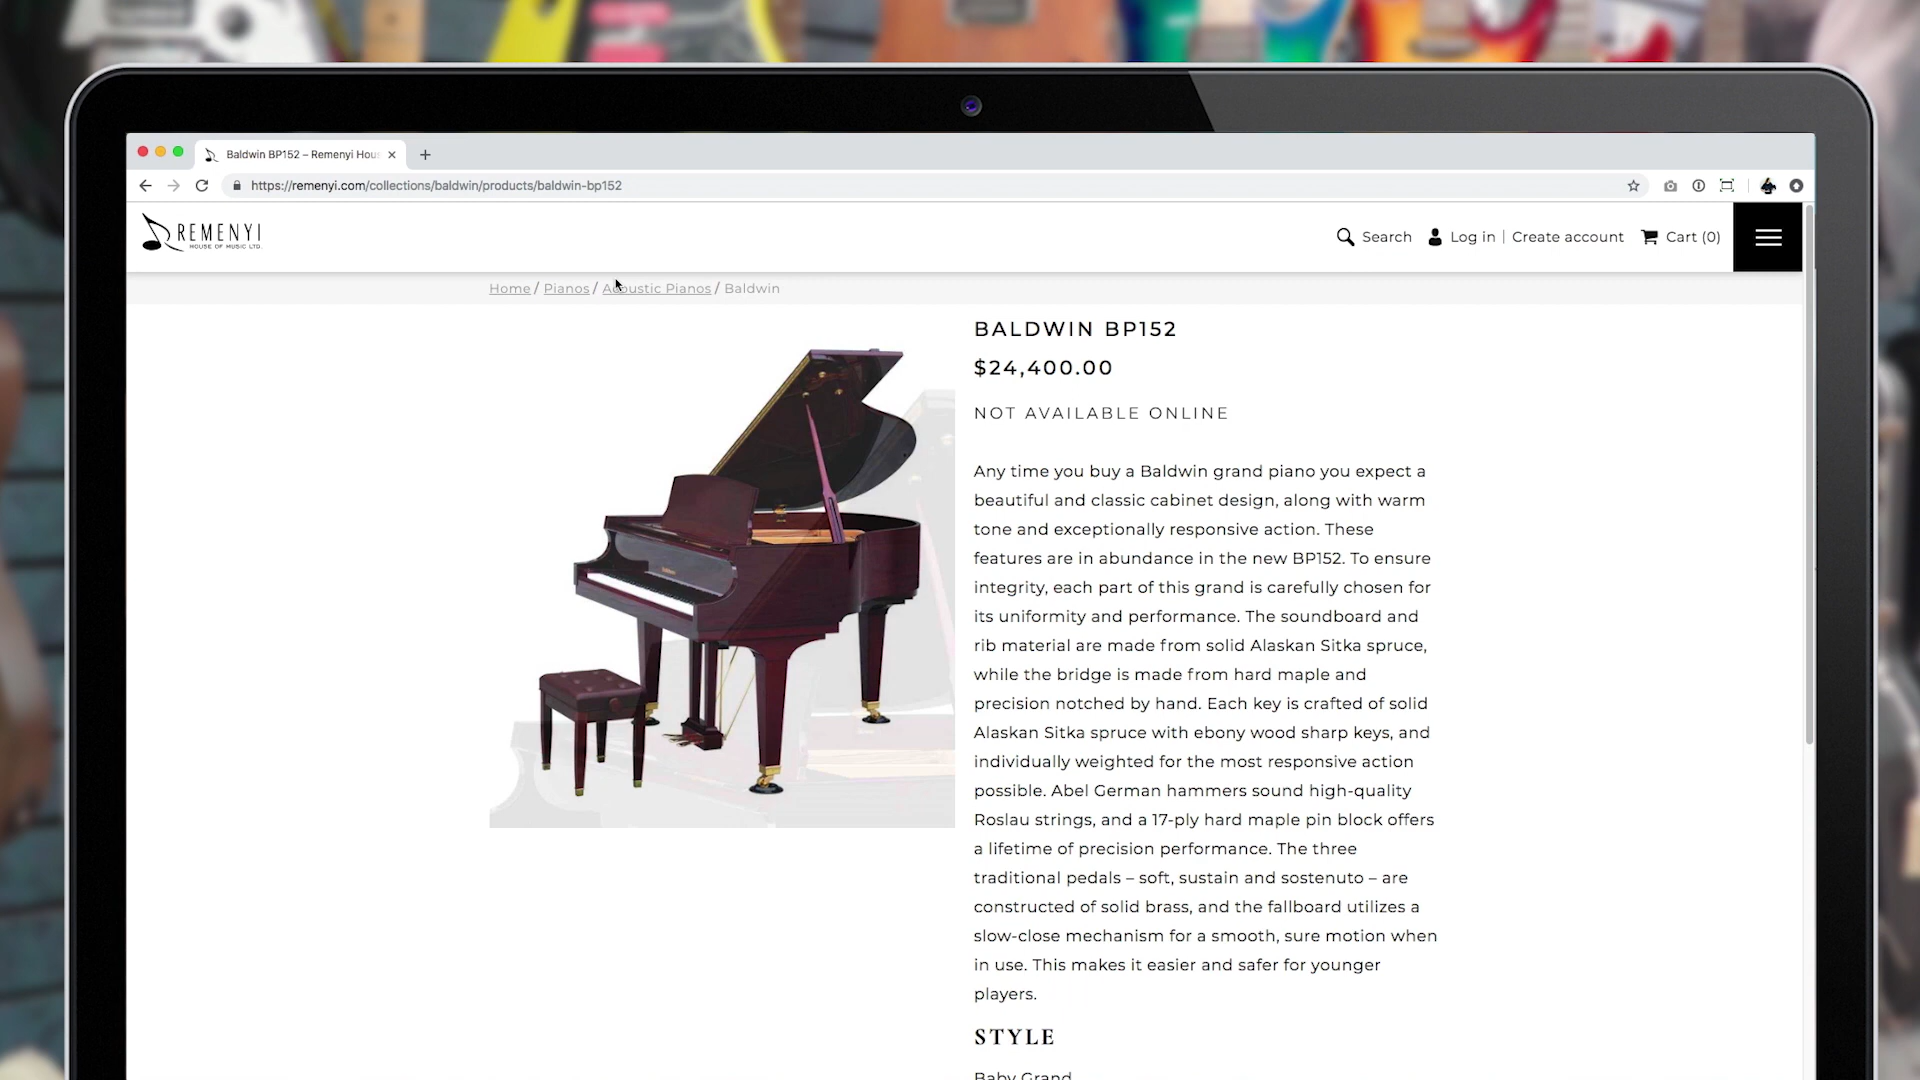 Baldwin BP152 – Remenyi Hou
https://remenyi.com/collections/baldwin/products/baldwin-bp152
REMENYI
HOUSE OF MUSIC LTD.
Search Log in | Create account Cart (0)
Home / Pianos / Acoustic Pianos / Baldwin
BALDWIN BP152
$24,400.00
NOT AVAILABLE ONLINE
Any time you buy a Baldwin grand piano you expect a
beautiful and classic cabinet design, along with warm
tone and exceptionally responsive action. These
features are in abundance in the new BP152. To ensure
integrity, each part of this grand is carefully chosen for
its uniformity and performance. The soundboard and
rib material are made from solid Alaskan Sitka spruce,
while the bridge is made from hard maple and
precision notched by hand. Each key is crafted of solid
Alaskan Sitka spruce with ebony wood sharp keys, and
individually weighted for the most responsive action
possible. Abel German hammers sound high-quality
Roslau strings, and a 17-ply hard maple pin block offers
a lifetime of precision performance. The three
traditional pedals – soft, sustain and sostenuto – are
constructed of solid brass, and the fallboard utilizes a
slow-close mechanism for a smooth, sure motion when
in use. This makes it easier and safer for younger
players.
STYLE
Baby Grand